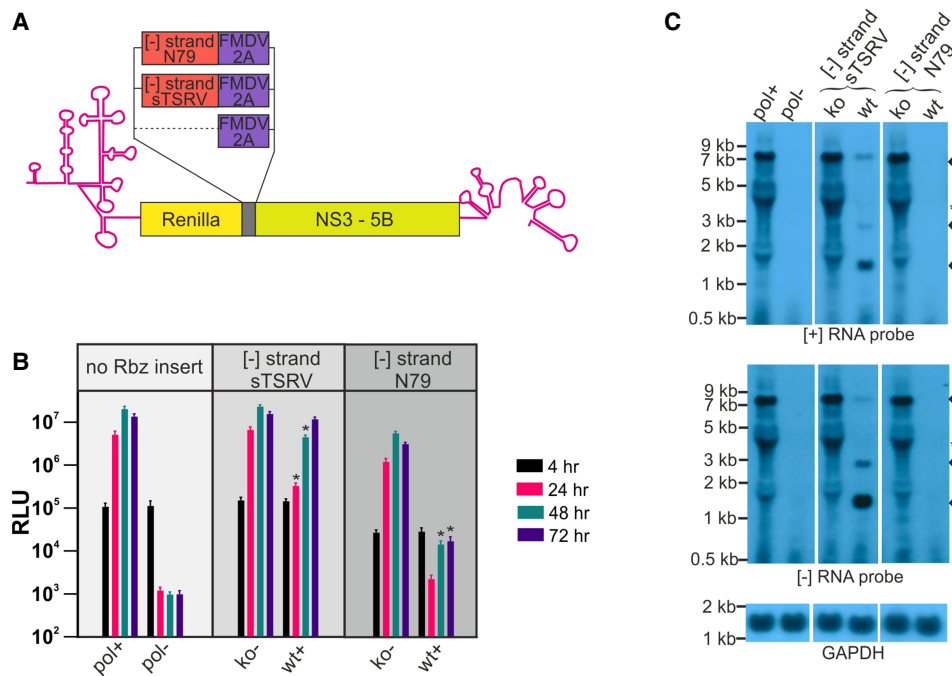 A
[-] strand
N79
FMDV
2A
[-] strand
sTSRV
FMDV
2A
FMDV
2A
Renilla
NS3 - 5B
B
no Rbz insert
[-] strand
sTSRV
[-] strand
N79
RLU
10⁷
10⁶
10⁵
10⁴
10³
10²
* * * *
pol+
pol-
ko-
wt+
ko-
wt+
4 hr
24 hr
48 hr
72 hr
C
[-] strand
sTSRV
[-] strand
N79
pol+
pol-
ko
wt
ko
wt
9 kb
7 kb
5 kb
3 kb
2 kb
1 kb
0.5 kb
[+] RNA probe
9 kb
7 kb
5 kb
3 kb
2 kb
1 kb
0.5 kb
[-] RNA probe
2 kb
1 kb
GAPDH